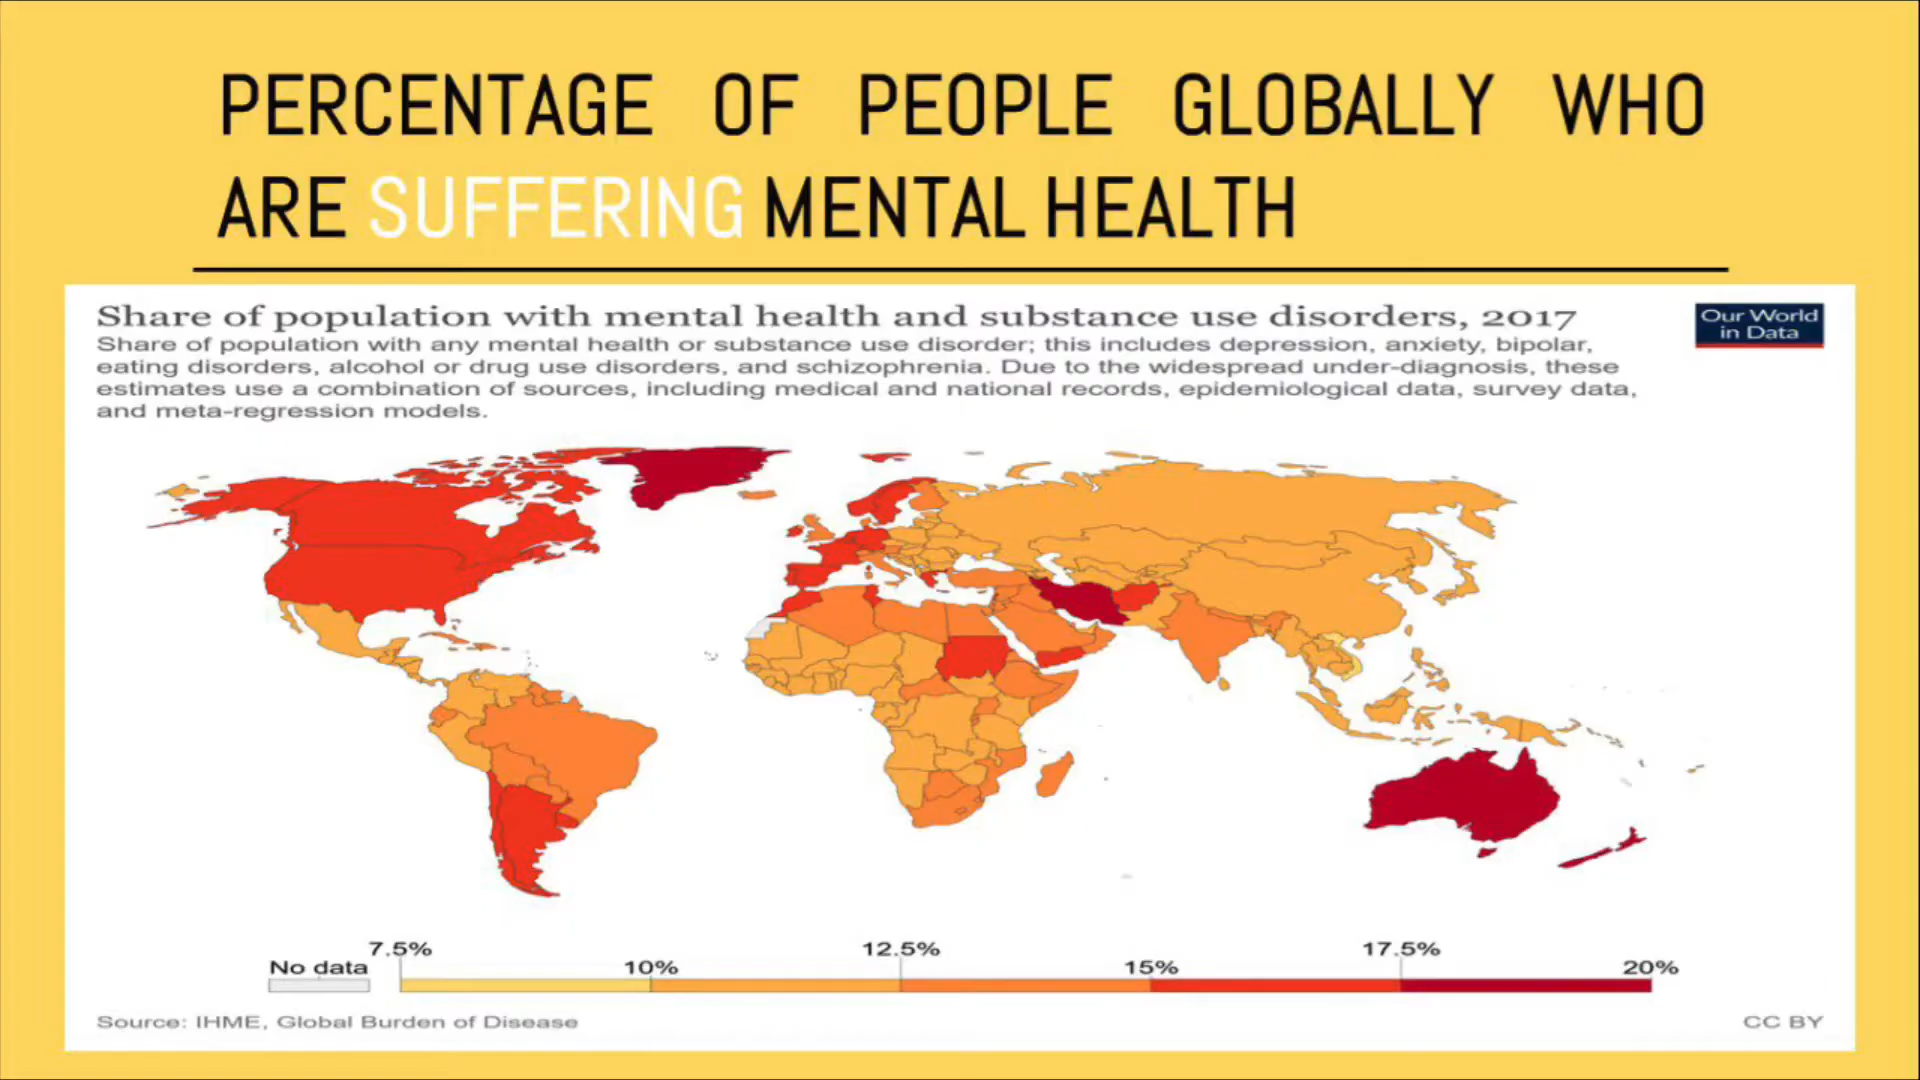 PERCENTAGE OF PEOPLE GLOBALLY WHO
ARE SUFFERING MENTAL HEALTH
Share of population with mental health and substance use disorders, 2017
Our World
in Data
Share of population with any mental health or substance use disorder; this includes depression, anxiety, bipolar,
eating disorders, alcohol or drug use disorders, and schizophrenia. Due to the widespread under-diagnosis, these
estimates use a combination of sources, including medical and national records, epidemiological data, survey data,
and meta-regression models.
7.5% 12.5% 17.5%
No data 10% 15% 20%
Source: IHME, Global Burden of Disease
CC BY